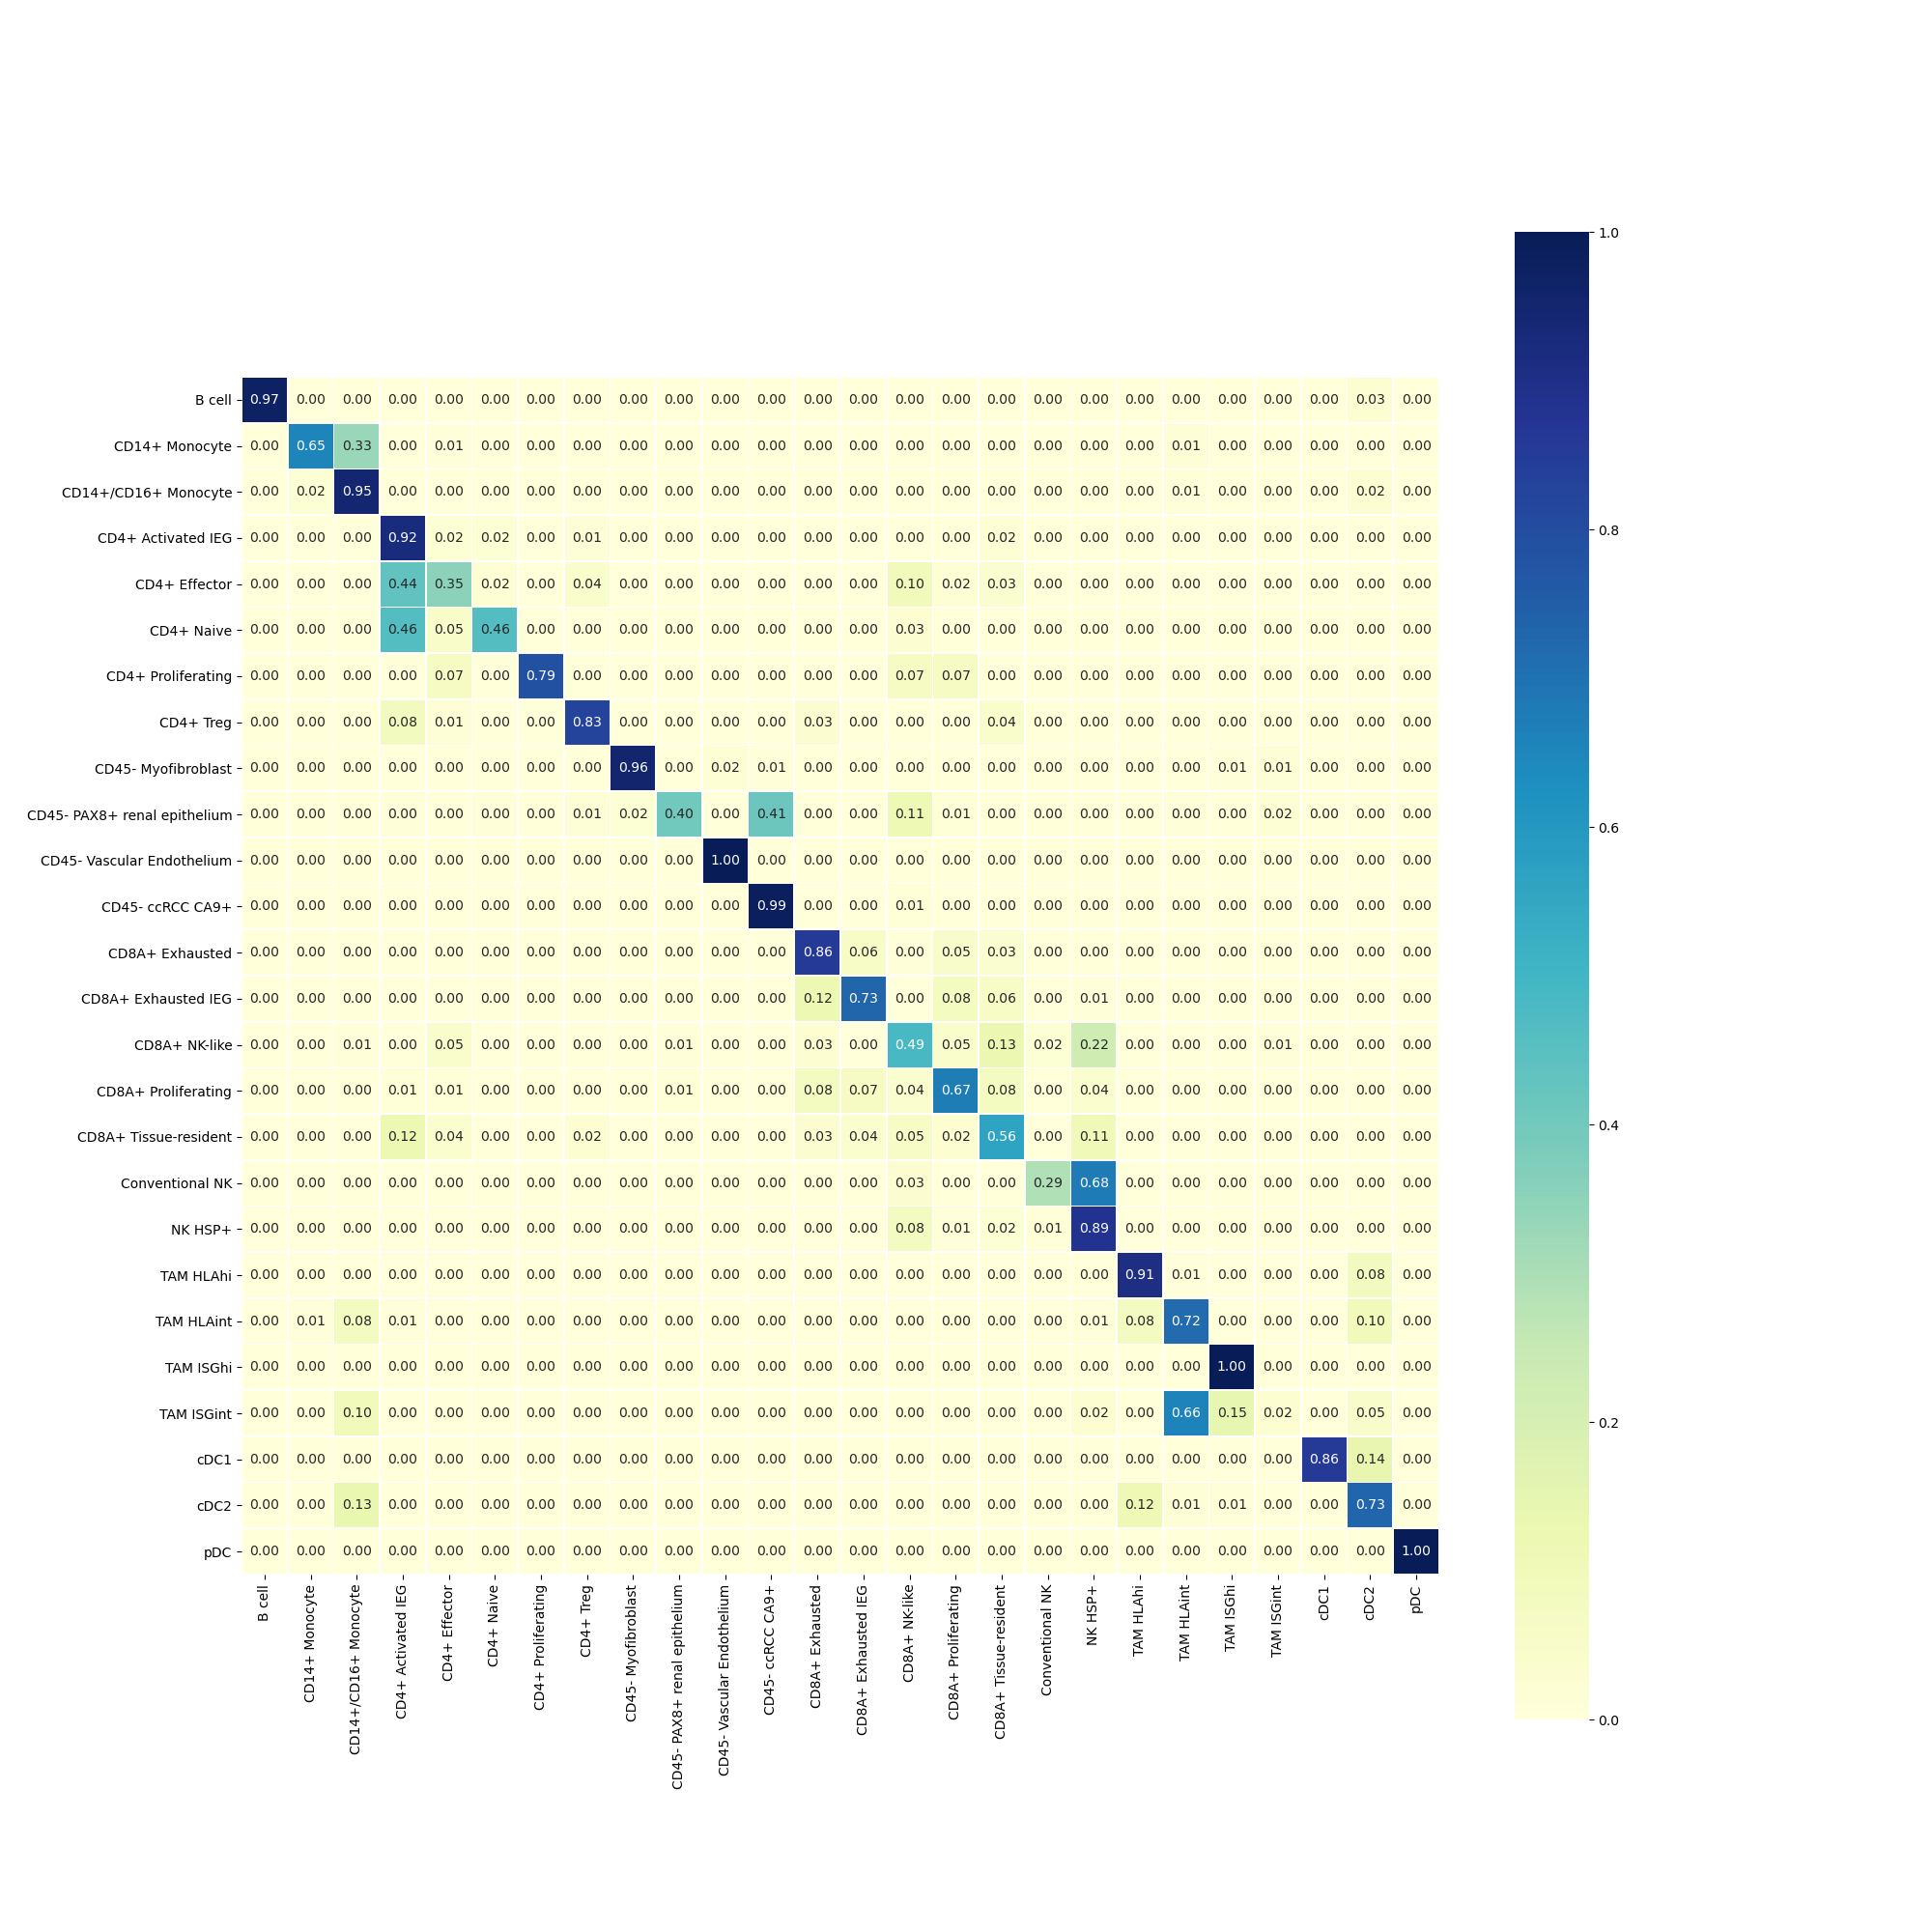 1.0
B cell 0.97 0.00 0.00 0.00 0.00 0.00 0.00 0.00 0.00 0.00 0.00 0.00 0.00 0.00 0.00 0.00 0.00 0.00 0.00 0.00 0.00 0.00 0.00 0.00 0.03 0.00
CD14+ Monocyte 0.00 0.65 0.33 0.00 0.01 0.00 0.00 0.00 0.00 0.00 0.00 0.00 0.00 0.00 0.00 0.00 0.00 0.00 0.00 0.00 0.01 0.00 0.00 0.00 0.00 0.00
CD14+/CD16+ Monocyte 0.00 0.02 0.95 0.00 0.00 0.00 0.00 0.00 0.00 0.00 0.00 0.00 0.00 0.00 0.00 0.00 0.00 0.00 0.00 0.00 0.01 0.00 0.00 0.00 0.02 0.00
0.8
CD4+ Activated IEG 0.00 0.00 0.00 0.92 0.02 0.02 0.00 0.01 0.00 0.00 0.00 0.00 0.00 0.00 0.00 0.00 0.02 0.00 0.00 0.00 0.00 0.00 0.00 0.00 0.00 0.00
CD4+ Effector 0.00 0.00 0.00 0.44 0.35 0.02 0.00 0.04 0.00 0.00 0.00 0.00 0.00 0.00 0.10 0.02 0.03 0.00 0.00 0.00 0.00 0.00 0.00 0.00 0.00 0.00
CD4+ Naive 0.00 0.00 0.00 0.46 0.05 0.46 0.00 0.00 0.00 0.00 0.00 0.00 0.00 0.00 0.03 0.00 0.00 0.00 0.00 0.00 0.00 0.00 0.00 0.00 0.00 0.00
CD4+ Proliferating 0.00 0.00 0.00 0.00 0.07 0.00 0.79 0.00 0.00 0.00 0.00 0.00 0.00 0.00 0.07 0.07 0.00 0.00 0.00 0.00 0.00 0.00 0.00 0.00 0.00 0.00
CD4+ Treg 0.00 0.00 0.00 0.08 0.01 0.00 0.00 0.83 0.00 0.00 0.00 0.00 0.03 0.00 0.00 0.00 0.04 0.00 0.00 0.00 0.00 0.00 0.00 0.00 0.00 0.00
CD45- Myofibroblast 0.00 0.00 0.00 0.00 0.00 0.00 0.00 0.00 0.96 0.00 0.02 0.01 0.00 0.00 0.00 0.00 0.00 0.00 0.00 0.00 0.00 0.01 0.01 0.00 0.00 0.00
CD45- PAX8+ renal epithelium 0.00 0.00 0.00 0.00 0.00 0.00 0.00 0.01 0.02 0.40 0.00 0.41 0.00 0.00 0.11 0.01 0.00 0.00 0.00 0.00 0.00 0.00 0.02 0.00 0.00 0.00
0.6
CD45- Vascular Endothelium 0.00 0.00 0.00 0.00 0.00 0.00 0.00 0.00 0.00 0.00 1.00 0.00 0.00 0.00 0.00 0.00 0.00 0.00 0.00 0.00 0.00 0.00 0.00 0.00 0.00 0.00
CD45- ccRCC CA9+ 0.00 0.00 0.00 0.00 0.00 0.00 0.00 0.00 0.00 0.00 0.00 0.99 0.00 0.00 0.01 0.00 0.00 0.00 0.00 0.00 0.00 0.00 0.00 0.00 0.00 0.00
CD8A+ Exhausted 0.00 0.00 0.00 0.00 0.00 0.00 0.00 0.00 0.00 0.00 0.00 0.00 0.86 0.06 0.00 0.05 0.03 0.00 0.00 0.00 0.00 0.00 0.00 0.00 0.00 0.00
CD8A+ Exhausted IEG 0.00 0.00 0.00 0.00 0.00 0.00 0.00 0.00 0.00 0.00 0.00 0.00 0.12 0.73 0.00 0.08 0.06 0.00 0.01 0.00 0.00 0.00 0.00 0.00 0.00 0.00
CD8A+ NK-like 0.00 0.00 0.01 0.00 0.05 0.00 0.00 0.00 0.00 0.01 0.00 0.00 0.03 0.00 0.49 0.05 0.13 0.02 0.22 0.00 0.00 0.00 0.01 0.00 0.00 0.00
CD8A+ Proliferating 0.00 0.00 0.00 0.01 0.01 0.00 0.00 0.00 0.00 0.01 0.00 0.00 0.08 0.07 0.04 0.67 0.08 0.00 0.04 0.00 0.00 0.00 0.00 0.00 0.00 0.00
0.4
CD8A+ Tissue-resident 0.00 0.00 0.00 0.12 0.04 0.00 0.00 0.02 0.00 0.00 0.00 0.00 0.03 0.04 0.05 0.02 0.56 0.00 0.11 0.00 0.00 0.00 0.00 0.00 0.00 0.00
Conventional NK 0.00 0.00 0.00 0.00 0.00 0.00 0.00 0.00 0.00 0.00 0.00 0.00 0.00 0.00 0.03 0.00 0.00 0.29 0.68 0.00 0.00 0.00 0.00 0.00 0.00 0.00
NK HSP+ 0.00 0.00 0.00 0.00 0.00 0.00 0.00 0.00 0.00 0.00 0.00 0.00 0.00 0.00 0.08 0.01 0.02 0.01 0.89 0.00 0.00 0.00 0.00 0.00 0.00 0.00
TAM HLAhi 0.00 0.00 0.00 0.00 0.00 0.00 0.00 0.00 0.00 0.00 0.00 0.00 0.00 0.00 0.00 0.00 0.00 0.00 0.00 0.91 0.01 0.00 0.00 0.00 0.08 0.00
TAM HLAint 0.00 0.01 0.08 0.01 0.00 0.00 0.00 0.00 0.00 0.00 0.00 0.00 0.00 0.00 0.00 0.00 0.00 0.00 0.01 0.08 0.72 0.00 0.00 0.00 0.10 0.00
TAM ISGhi 0.00 0.00 0.00 0.00 0.00 0.00 0.00 0.00 0.00 0.00 0.00 0.00 0.00 0.00 0.00 0.00 0.00 0.00 0.00 0.00 0.00 1.00 0.00 0.00 0.00 0.00
TAM ISGint 0.00 0.00 0.10 0.00 0.00 0.00 0.00 0.00 0.00 0.00 0.00 0.00 0.00 0.00 0.00 0.00 0.00 0.00 0.02 0.00 0.66 0.15 0.02 0.00 0.05 0.00
0.2
cDC1 0.00 0.00 0.00 0.00 0.00 0.00 0.00 0.00 0.00 0.00 0.00 0.00 0.00 0.00 0.00 0.00 0.00 0.00 0.00 0.00 0.00 0.00 0.00 0.86 0.14 0.00
cDC2 0.00 0.00 0.13 0.00 0.00 0.00 0.00 0.00 0.00 0.00 0.00 0.00 0.00 0.00 0.00 0.00 0.00 0.00 0.00 0.12 0.01 0.01 0.00 0.00 0.73 0.00
pDC 0.00 0.00 0.00 0.00 0.00 0.00 0.00 0.00 0.00 0.00 0.00 0.00 0.00 0.00 0.00 0.00 0.00 0.00 0.00 0.00 0.00 0.00 0.00 0.00 0.00 1.00
0.0
B cell
CD14+ Monocyte
CD14+/CD16+ Monocyte
CD4+ Activated IEG
CD4+ Effector
CD4+ Naive
CD4+ Proliferating
CD4+ Treg
CD45- Myofibroblast
CD45- PAX8+ renal epithelium
CD45- Vascular Endothelium
CD45- ccRCC CA9+
CD8A+ Exhausted
CD8A+ Exhausted IEG
CD8A+ NK-like
CD8A+ Proliferating
CD8A+ Tissue-resident
Conventional NK
NK HSP+
TAM HLAhi
TAM HLAint
TAM ISGhi
TAM ISGint
cDC1
cDC2
pDC